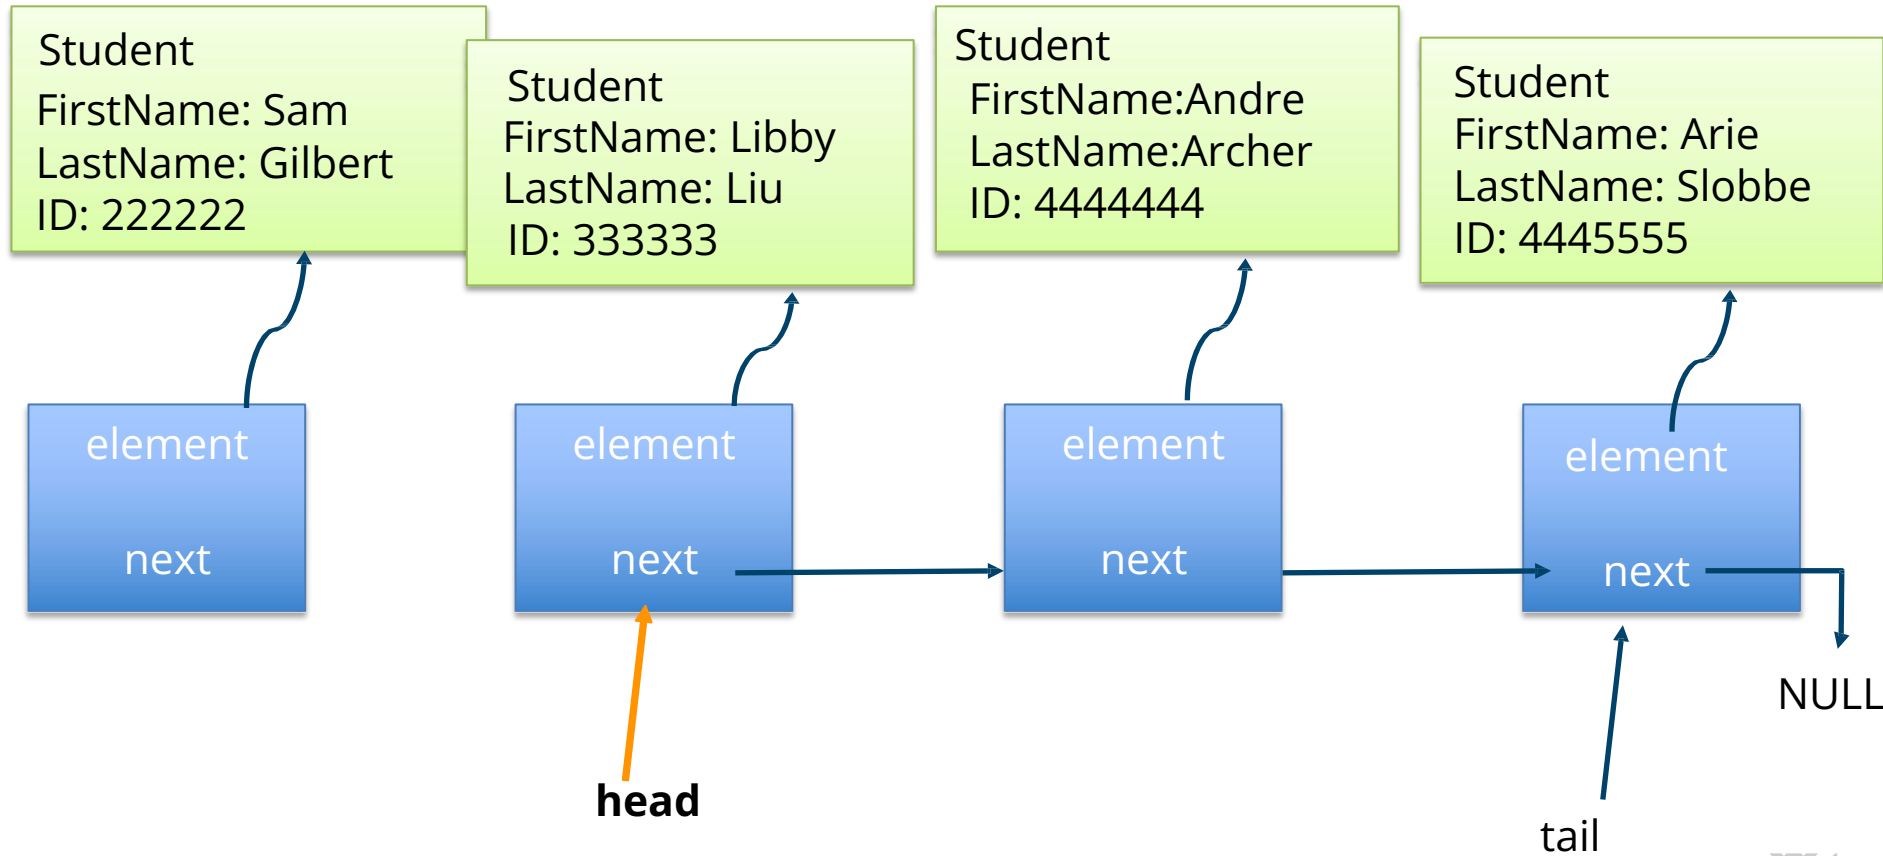 Student
FirstName: Sam
LastName: Gilbert
ID: 222222
Student
FirstName: Libby
LastName: Liu
ID: 333333
Student
FirstName:Andre
LastName:Archer
ID: 4444444
Student
FirstName: Arie
LastName: Slobbe
ID: 4445555
element
next
element
next
element
next
element
next
NULL
head
tail